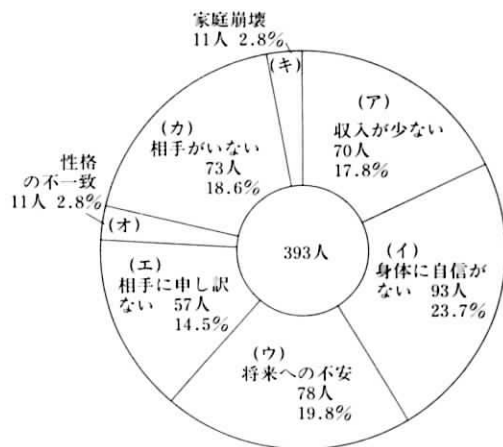 家庭崩壊
11人 2.8%
(キ)
(ア)
収入が少ない
70人
17.8%
(イ)
身体に自信が
ない 93人
23.7%
(ウ)
将来への不安
78人
19.8%
(エ)
相手に申し訳
ない 57人
14.5%
性格
の不一致
11人 2.8%
(オ)
(カ)
相手がいない
73人
18.6%
393人